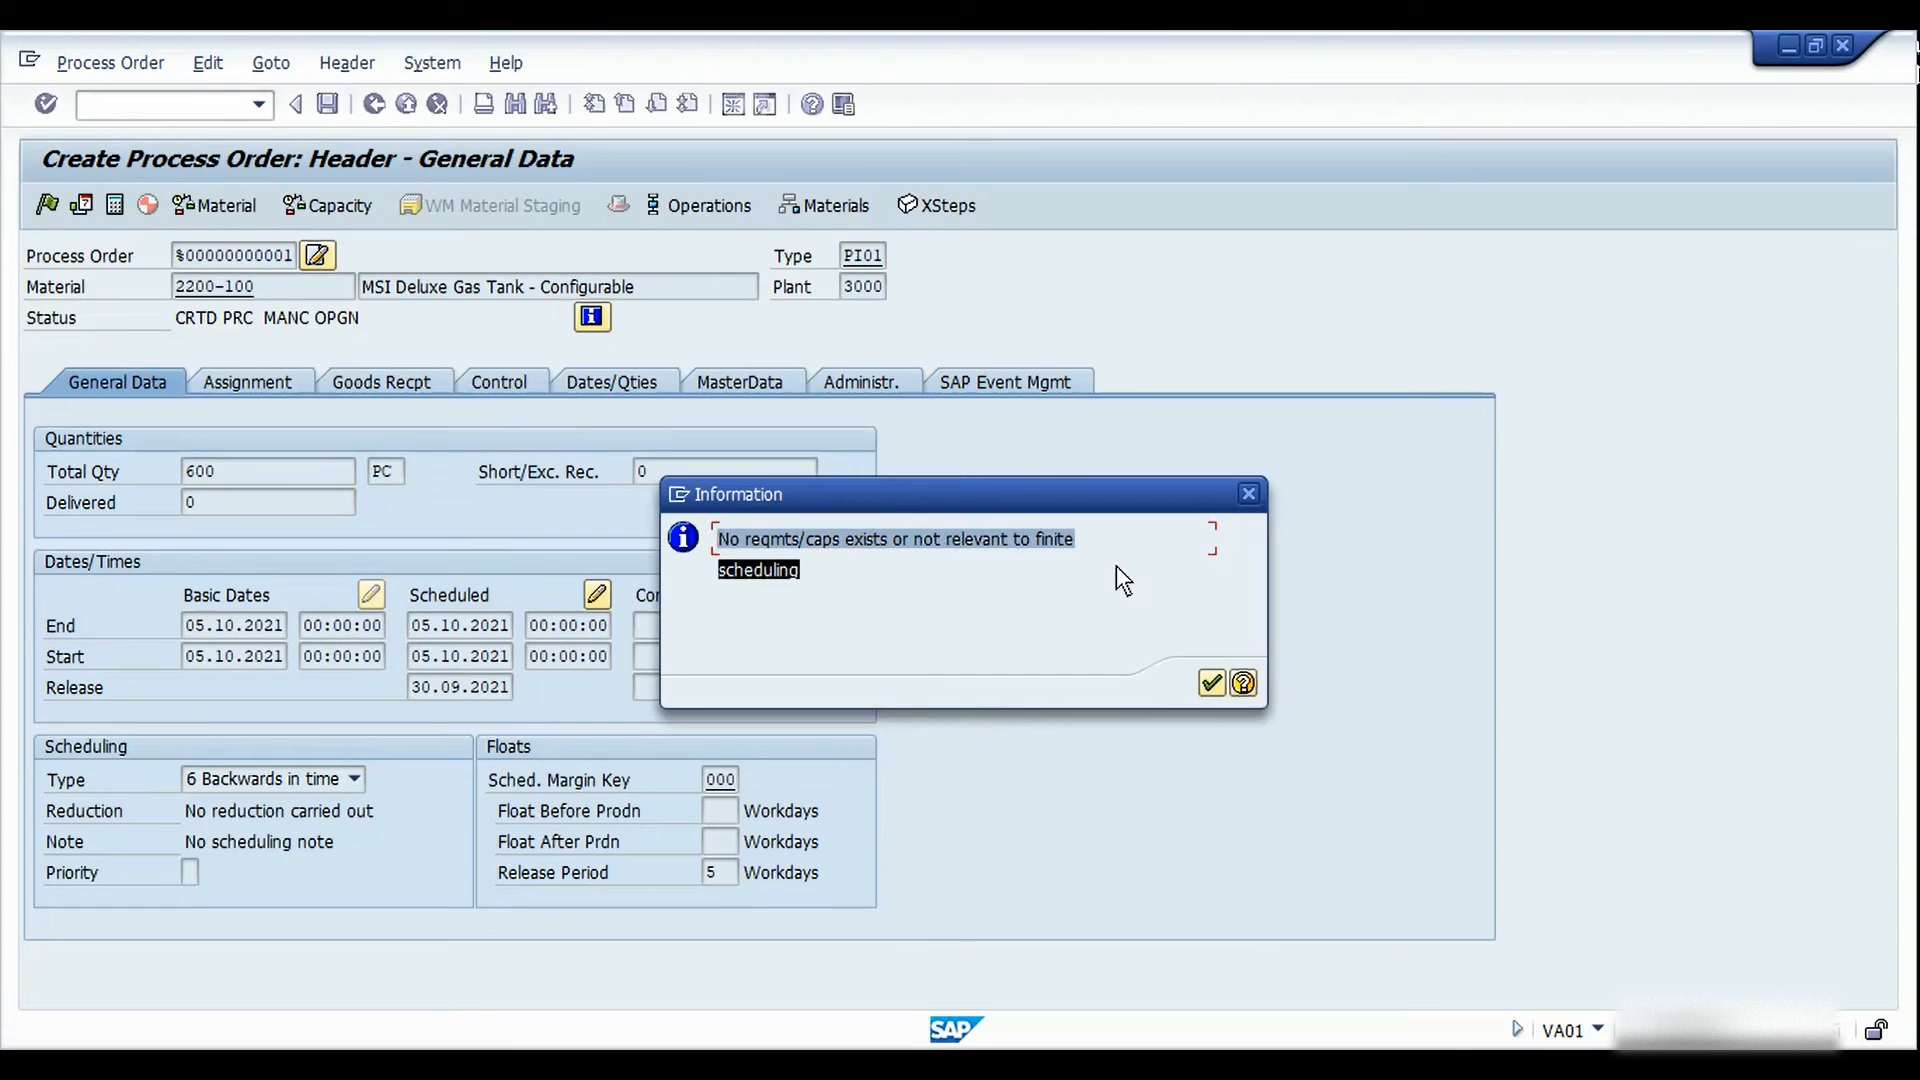 Process Order Edit Goto Header System Help
Create Process Order: Header - General Data
Material Capacity WM Material Staging Operations Materials XSteps
Process Order %00000000001 Type PI01
Material 2200-100 MSI Deluxe Gas Tank - Configurable Plant 3000
Status CRTD PRC MANC OPGN
General Data Assignment Goods Recpt Control Dates/Qties MasterData Administr. SAP Event Mgmt
Quantities
Total Qty 600 PC Short/Exc. Rec. 0
Delivered 0
Information
No reqmts/caps exists or not relevant to finite
scheduling
Dates/Times
Basic Dates Scheduled Cor
End 05.10.2021 00:00:00 05.10.2021 00:00:00
Start 05.10.2021 00:00:00 05.10.2021 00:00:00
Release 30.09.2021
Scheduling
Type 6 Backwards in time
Reduction No reduction carried out
Note No scheduling note
Priority
Floats
Sched. Margin Key 000
Float Before Prodn Workdays
Float After Prdn Workdays
Release Period 5 Workdays
SAP
VA01